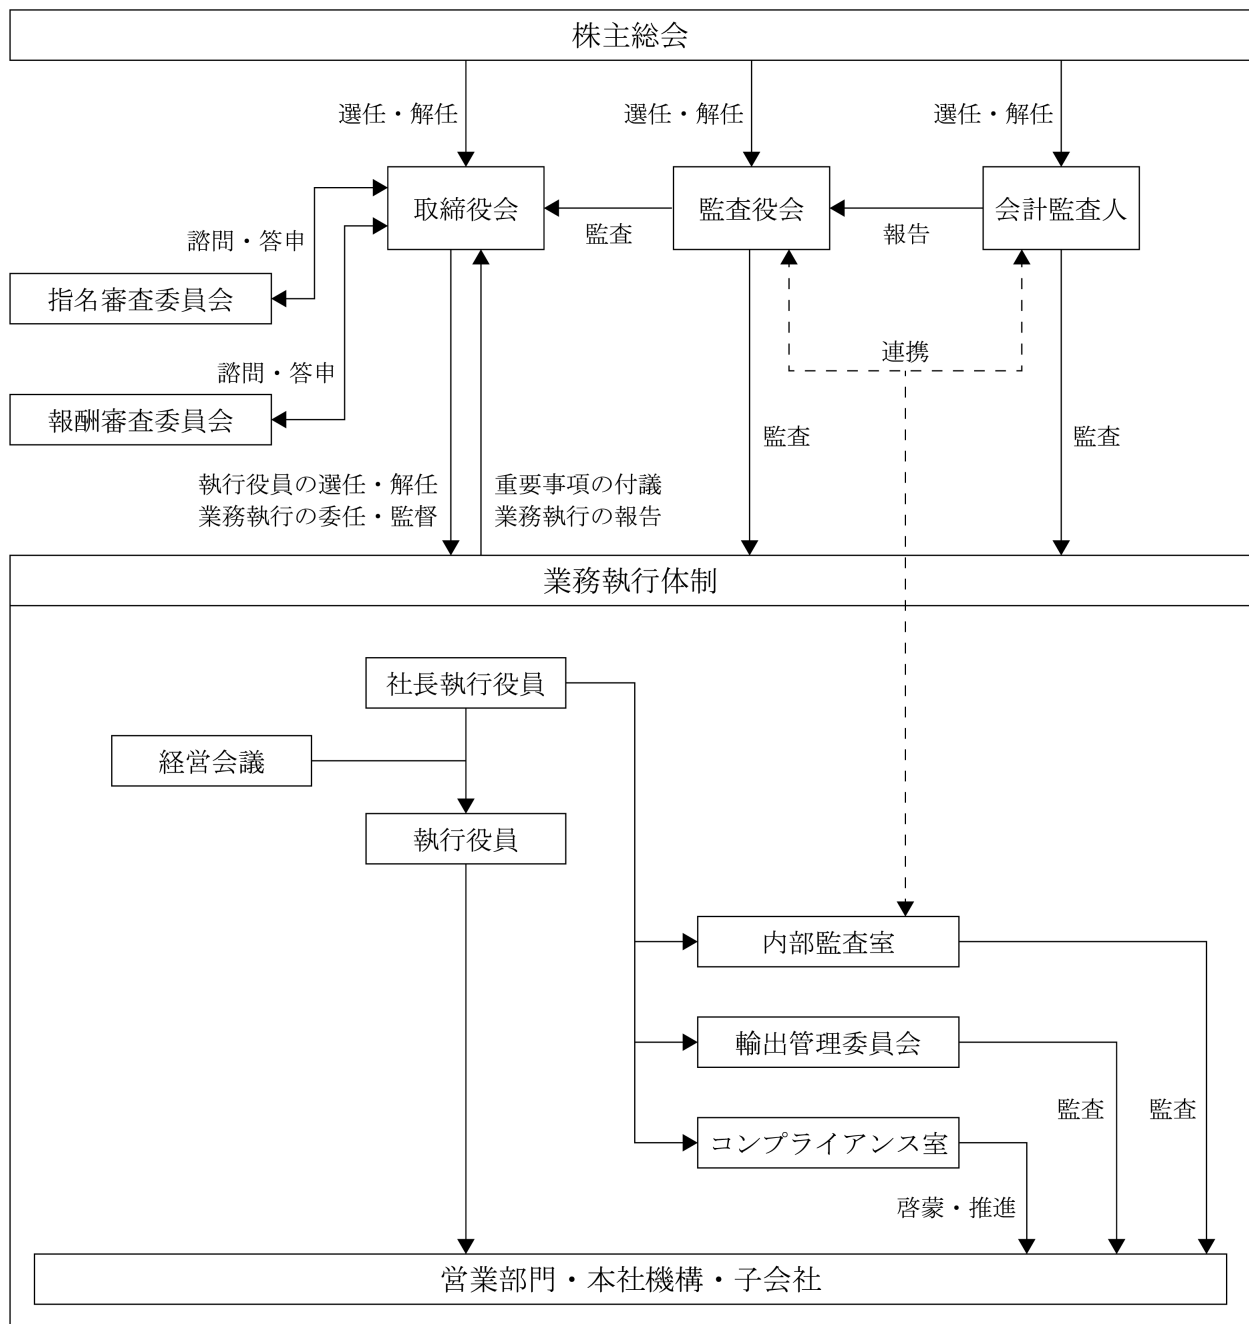 株主総会
選任・解任
選任・解任
選任・解任
取締役会
監査役会
会計監査人
監査
報告
諮問・答申
指名審査委員会
連携
諮問・答申
報酬審査委員会
監査
監査
執行役員の選任・解任
業務執行の委任・監督
重要事項の付議
業務執行の報告
業務執行体制
社長執行役員
経営会議
執行役員
内部監査室
輸出管理委員会
監査
監査
コンプライアンス室
啓蒙・推進
営業部門・本社機構・子会社